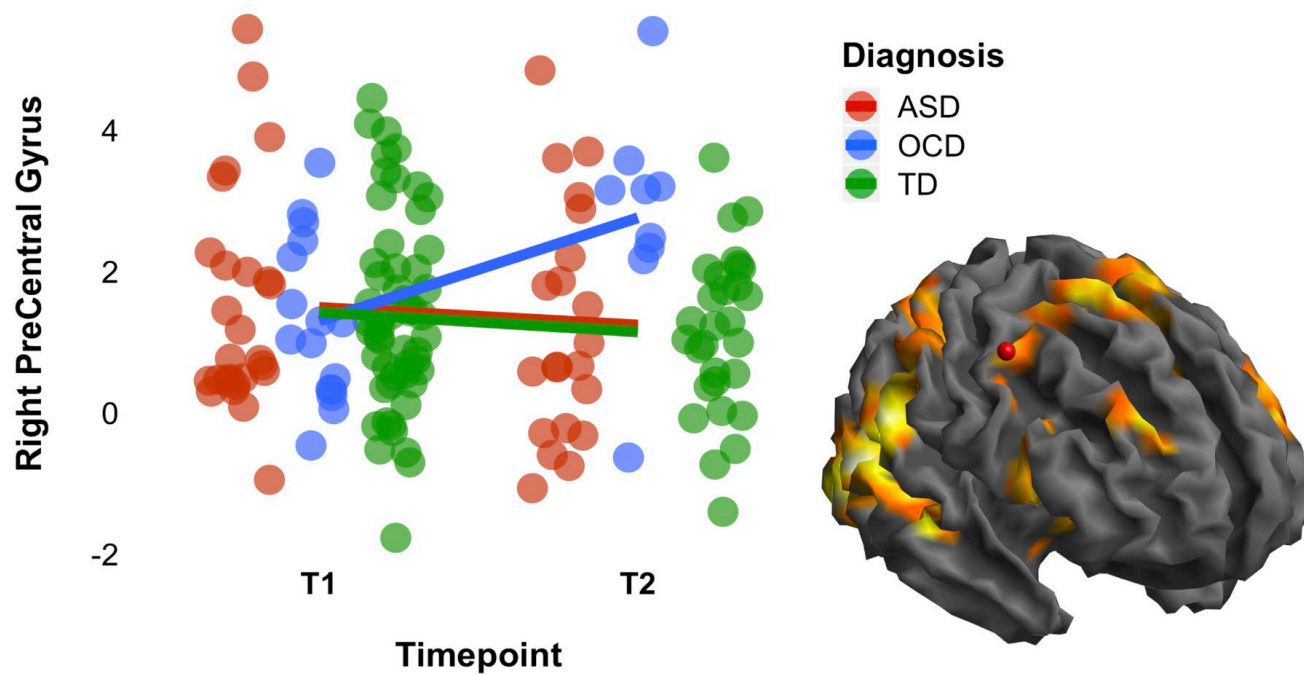 Right PreCentral Gyrus
4
2
0
-2
T1
T2
Timepoint
Diagnosis
ASD
OCD
TD